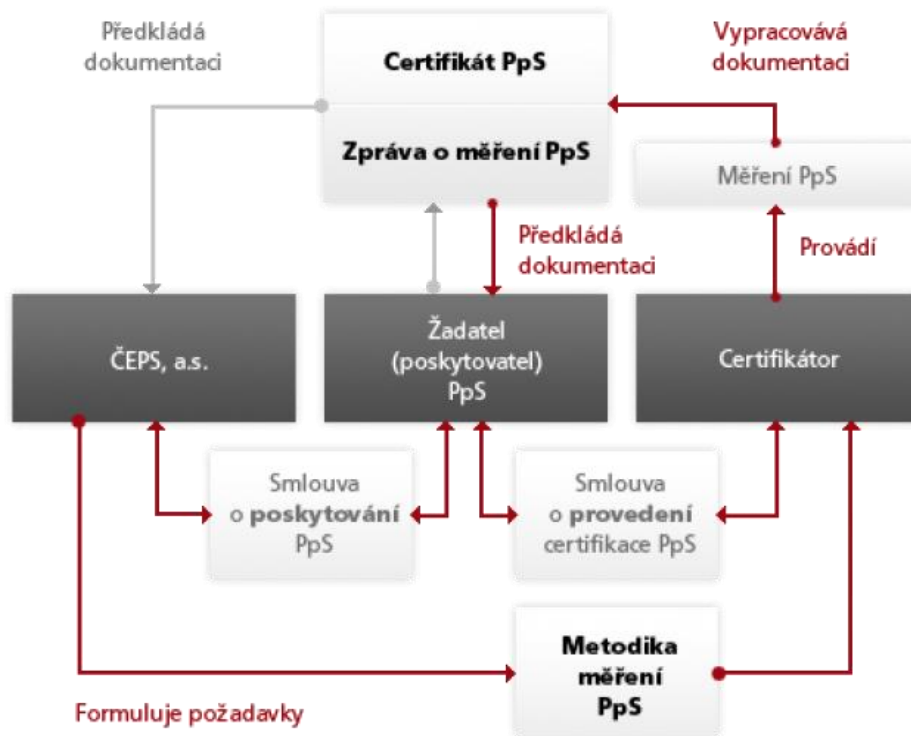 Předkládá
dokumentaci
Certifikát PpS
Zpráva o měření PpS
Vypracovává
dokumentaci
Měření PpS
Předkládá
dokumentaci
Provádí
ČEPS, a.s.
Žadatel
(poskytovatel)
PpS
Certifikátor
Smlouva
o poskytování
PpS
Smlouva
o provedení
certifikace PpS
Metodika
měření
PpS
Formuluje požadavky